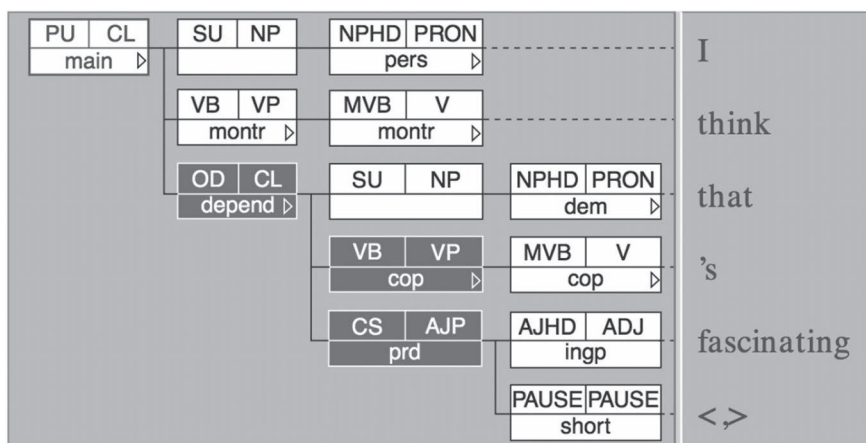 PU CL SU NP NPHD PRON
main pers I
VB VP MVB V
montr montr think
OD CL SU NP NPHD PRON
depend dem that
VB VP MVB V
cop cop 's
CS AJP AJHD ADJ
prd ingp fascinating
PAUSE PAUSE
short <,>